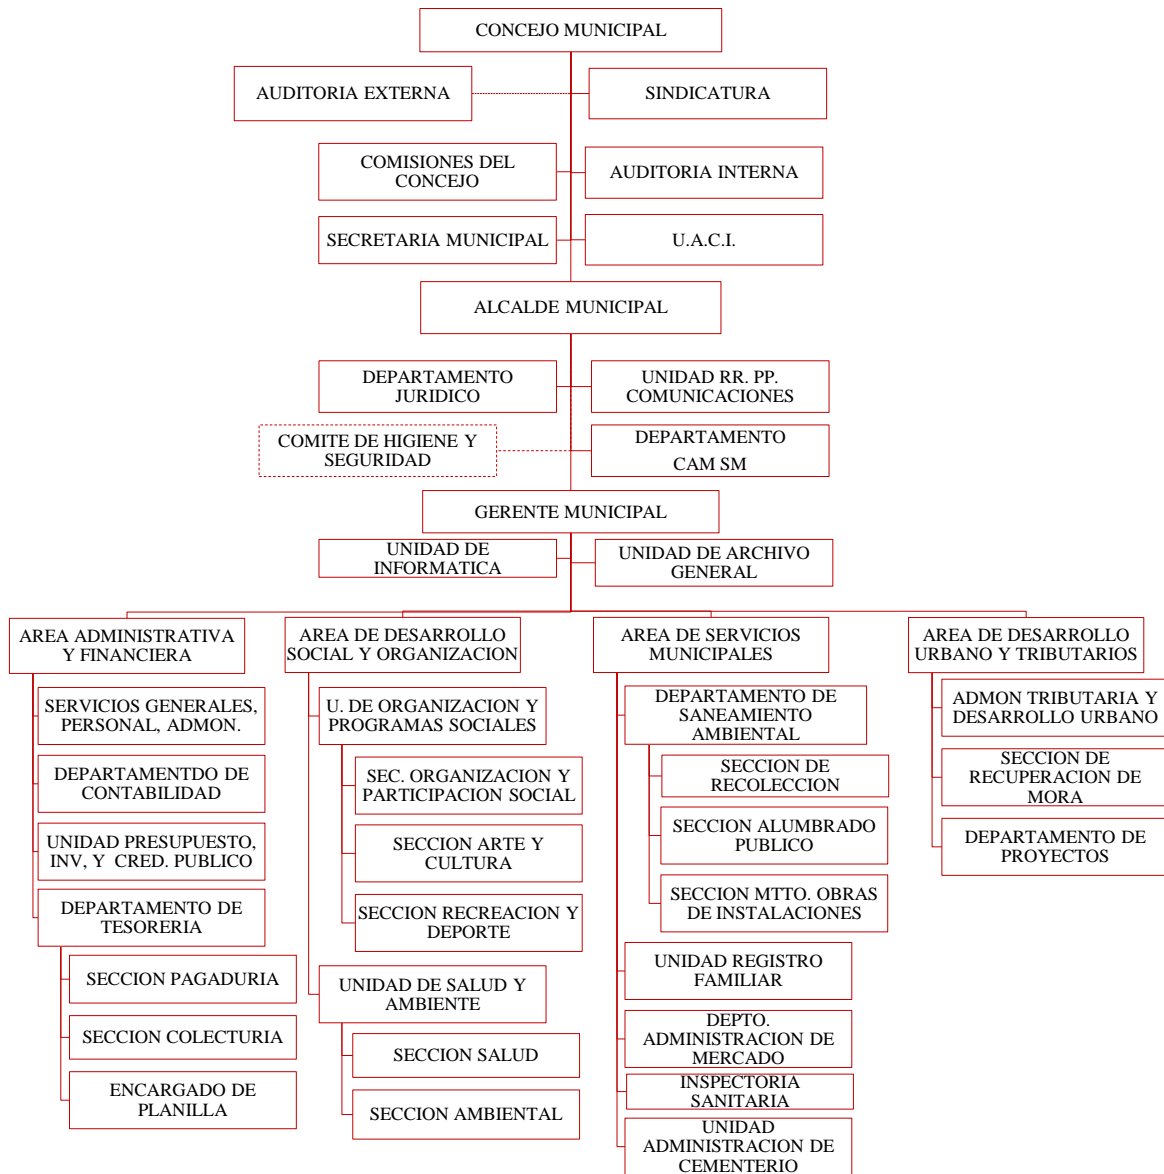 CONCEJO MUNICIPAL
AUDITORIA EXTERNA
SINDICATURA
COMISIONES DEL
CONCEJO
AUDITORIA INTERNA
SECRETARIA MUNICIPAL
U.A.C.I.
ALCALDE MUNICIPAL
DEPARTAMENTO
JURIDICO
UNIDAD RR. PP.
COMUNICACIONES
COMITE DE HIGIENE Y
SEGURIDAD
DEPARTAMENTO
CAM SM
GERENTE MUNICIPAL
UNIDAD DE
INFORMATICA
UNIDAD DE ARCHIVO
GENERAL
AREA ADMINISTRATIVA
Y FINANCIERA
SERVICIOS GENERALES,
PERSONAL, ADMON.
DEPARTAMENTDO DE
CONTABILIDAD
UNIDAD PRESUPUESTO,
INV, Y CRED. PUBLICO
DEPARTAMENTO DE
TESORERIA
SECCION PAGADURIA
SECCION COLECTURIA
ENCARGADO DE
PLANILLA
AREA DE DESARROLLO
SOCIAL Y ORGANIZACION
U. DE ORGANIZACION Y
PROGRAMAS SOCIALES
SEC. ORGANIZACION Y
PARTICIPACION SOCIAL
SECCION ARTE Y
CULTURA
SECCION RECREACION Y
DEPORTE
UNIDAD DE SALUD Y
AMBIENTE
SECCION SALUD
SECCION AMBIENTAL
AREA DE SERVICIOS
MUNICIPALES
DEPARTAMENTO DE
SANEAMIENTO
AMBIENTAL
SECCION DE
RECOLECCION
SECCION ALUMBRADO
PUBLICO
SECCION MTTO. OBRAS
DE INSTALACIONES
UNIDAD REGISTRO
FAMILIAR
DEPTO.
ADMINISTRACION DE
MERCADO
INSPECTORIA
SANITARIA
UNIDAD
ADMINISTRACION DE
CEMENTERIO
AREA DE DESARROLLO
URBANO Y TRIBUTARIOS
ADMON TRIBUTARIA Y
DESARROLLO URBANO
SECCION DE
RECUPERACION DE
MORA
DEPARTAMENTO DE
PROYECTOS